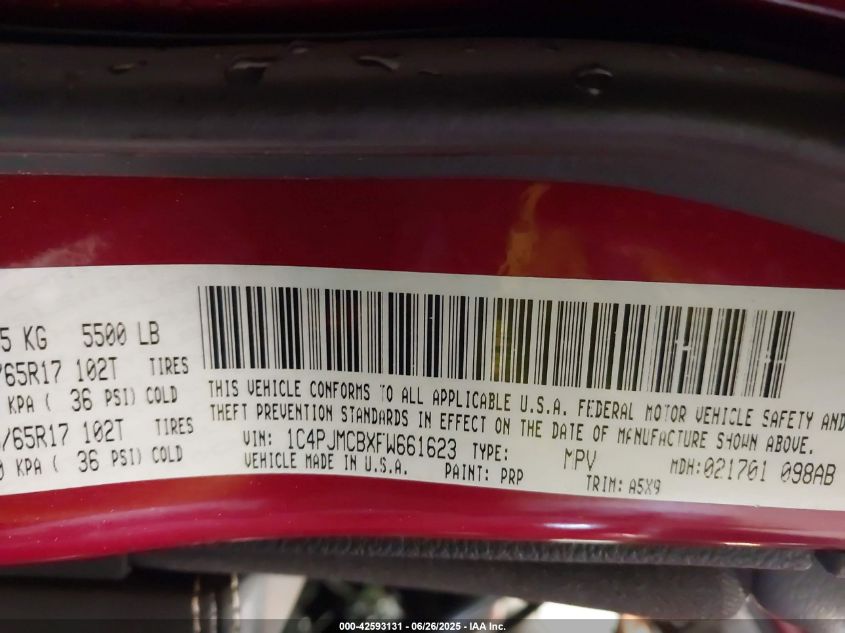 5 KG 5500 LB
/65R17 102T TIRES
KPA ( 36 PSI) COLD
/65R17 102T TIRES
0 KPA ( 36 PSI) COLD
THIS VEHICLE CONFORMS TO ALL APPLICABLE U.S.A. FEDERAL MOTOR VEHICLE SAFETY AND
THEFT PREVENTION STANDARDS IN EFFECT ON THE DATE OF MANUFACTURE SHOWN ABOVE.
VIN: 1C4PJMCBXFW661623 TYPE: MPV MDH:021701 098AB
VEHICLE MADE IN U.S.A. PAINT: PRP TRIM: A5X9
000-42593131 - 06/26/2025 - IAA Inc.